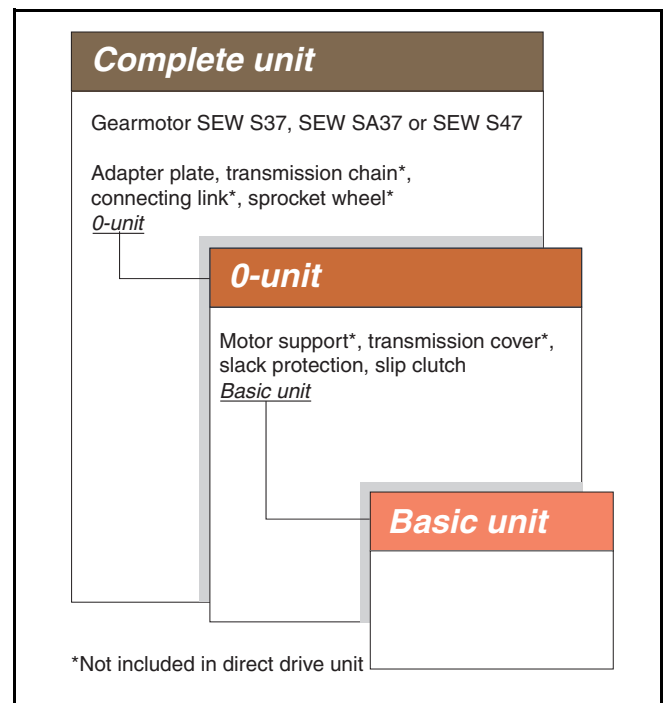 Complete unit
Gearmotor SEW S37, SEW SA37 or SEW S47
Adapter plate, transmission chain*,
connecting link*, sprocket wheel*
0-unit
0-unit
Motor support*, transmission cover*,
slack protection, slip clutch
Basic unit
Basic unit
*Not included in direct drive unit